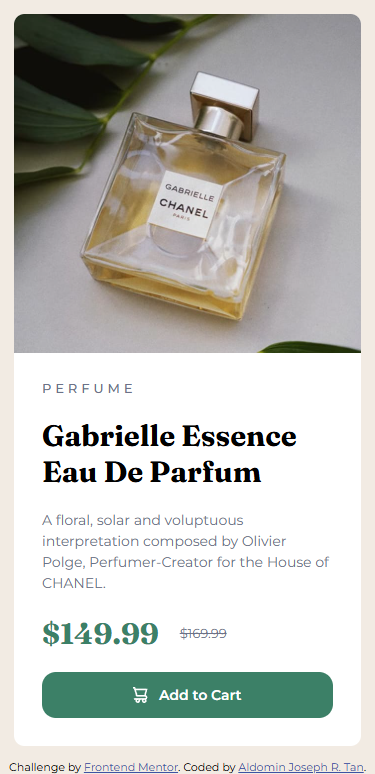 GABRIELLE
CHANEL
PARIS
PERFUME
Gabrielle Essence
Eau De Parfum
A floral, solar and voluptuous
interpretation composed by Olivier
Polge, Perfumer-Creator for the House of
CHANEL.
$149.99 $169.99
Add to Cart
Challenge by Frontend Mentor. Coded by Aldomin Joseph R. Tan.